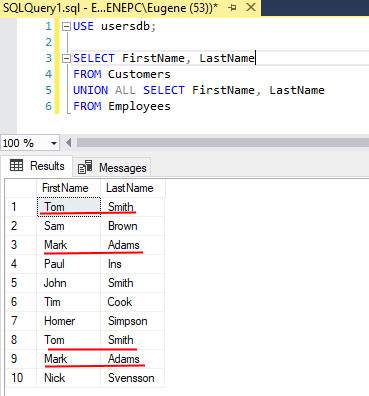 SQLQuery1.sql - E...ENEPC\Eugene (53))*
1 USE usersdb;
2
3 SELECT FirstName, LastName
4 FROM Customers
5 UNION ALL SELECT FirstName, LastName
6 FROM Employees
100 %
Results Messages
FirstName LastName
1 Tom Smith
2 Sam Brown
3 Mark Adams
4 Paul Ins
5 John Smith
6 Tim Cook
7 Homer Simpson
8 Tom Smith
9 Mark Adams
10 Nick Svensson